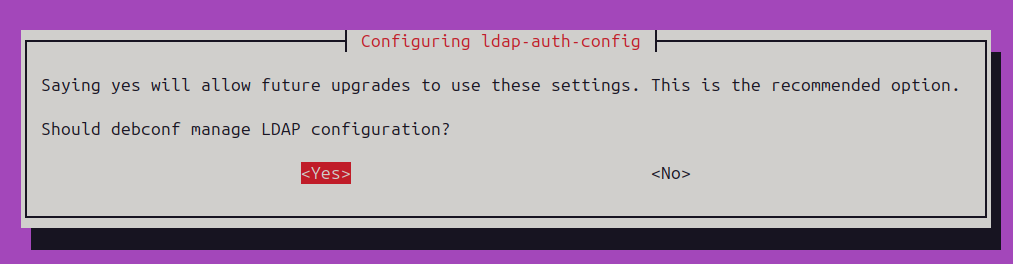 Configuring ldap-auth-config
Saying yes will allow future upgrades to use these settings. This is the recommended option.
Should debconf manage LDAP configuration?
<Yes> <No>